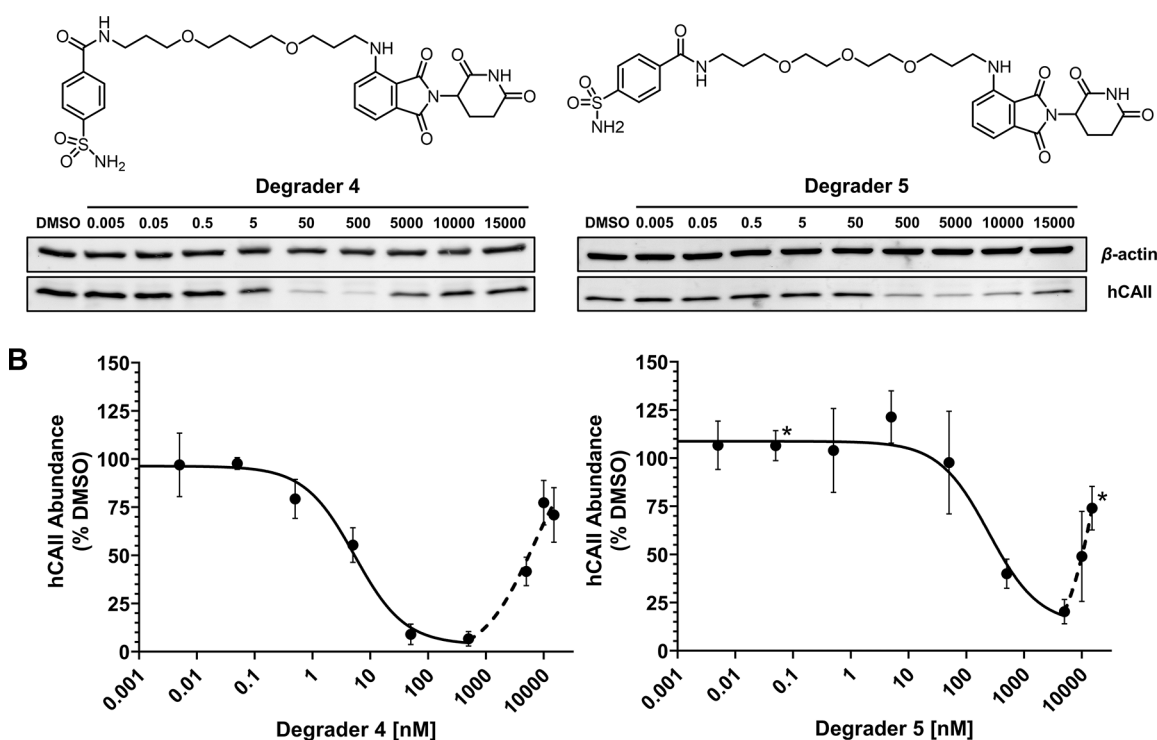 H
N
O
O
O
NH
O
O
N
O
NH
O
O
S
O
NH₂
O
N
H
O
O
O
NH
O
O
N
O
NH
O
O
S
O
NH2
Degrader 4
Degrader 5
DMSO 0.005 0.05 0.5 5 50 500 5000 10000 15000
DMSO 0.005 0.05 0.5 5 50 500 5000 10000 15000
β-actin
hCAII
B
150
125
100
75
50
25
0
hCAII Abundance
(% DMSO)
0.001 0.01 0.1 1 10 100 1000 10000
Degrader 4 [nM]
150
125
100
75
50
25
0
hCAII Abundance
(% DMSO)
* *
0.001 0.01 0.1 1 10 100 1000 10000
Degrader 5 [nM]